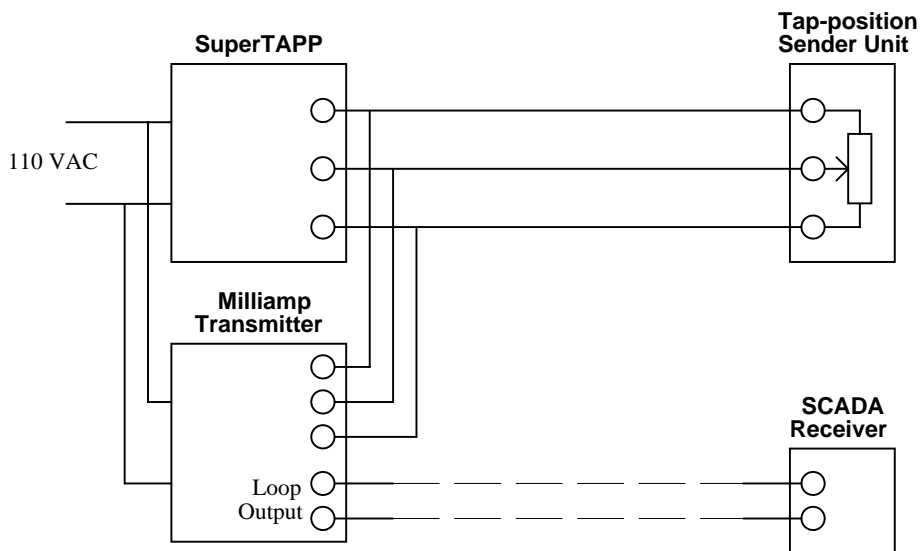 Tap-position
Sender Unit
SuperTAPP
110 VAC
Milliamp
Transmitter
SCADA
Receiver
Loop
Output